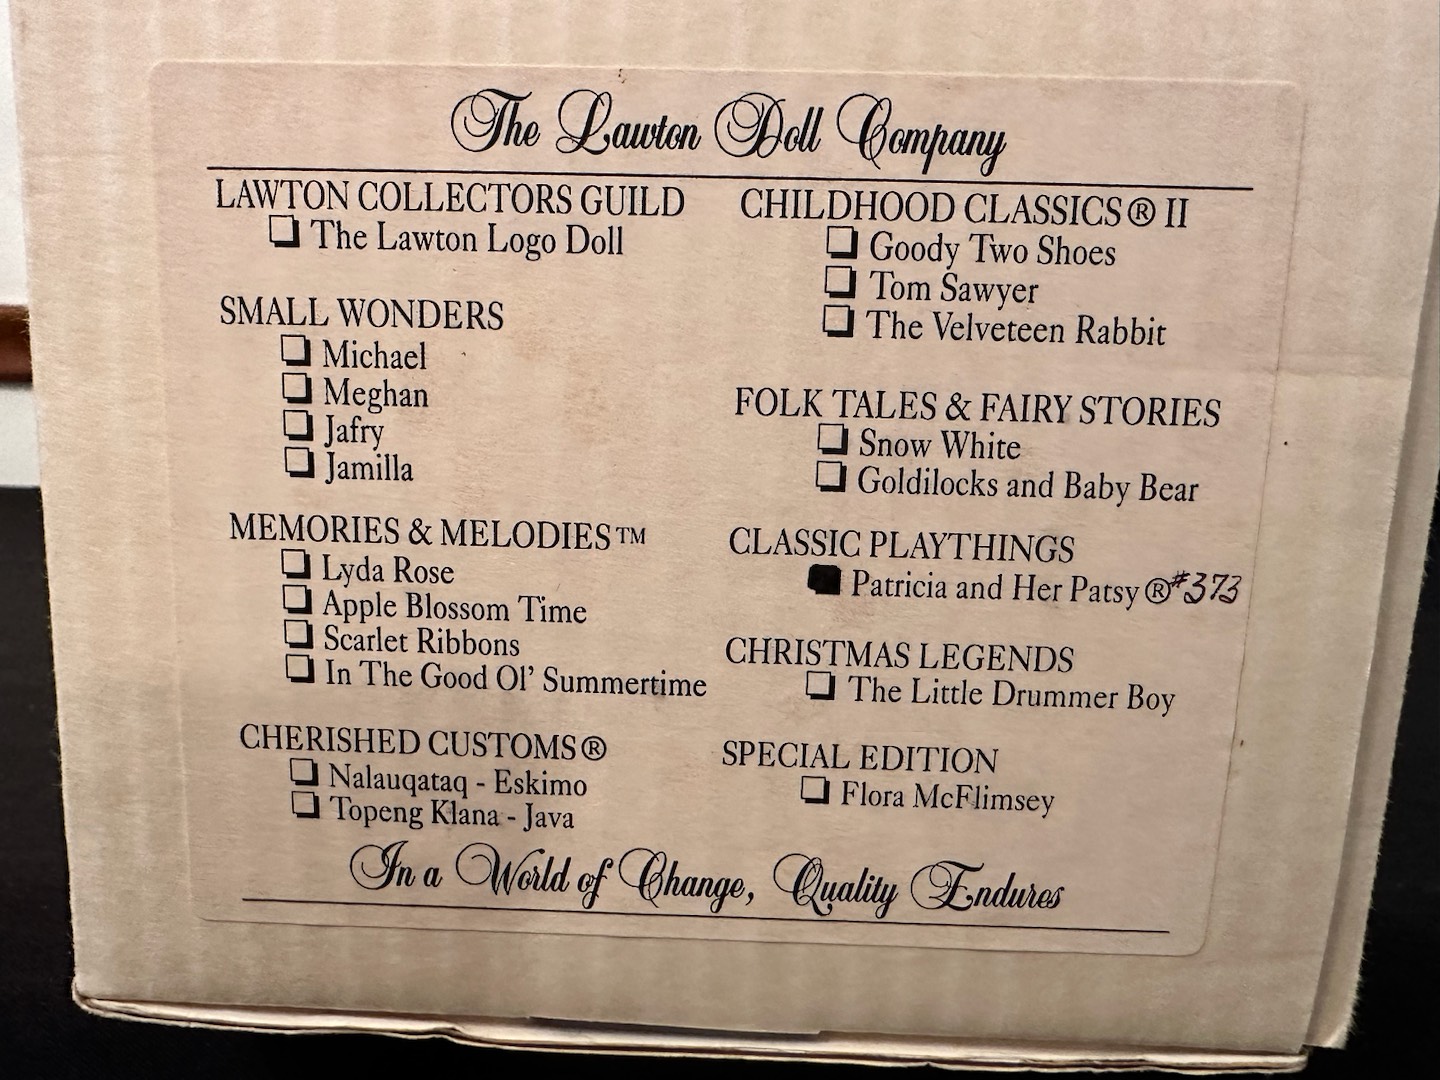 The Lawton Doll Company
LAWTON COLLECTORS GUILD
❏ The Lawton Logo Doll
SMALL WONDERS
❏ Michael
❏ Meghan
❏ Jafry
❏ Jamilla
MEMORIES & MELODIES™
❏ Lyda Rose
❏ Apple Blossom Time
❏ Scarlet Ribbons
❏ In The Good Ol’ Summertime
CHERISHED CUSTOMS®
❏ Nalauqataq - Eskimo
❏ Topeng Klana - Java
CHILDHOOD CLASSICS® II
❏ Goody Two Shoes
❏ Tom Sawyer
❏ The Velveteen Rabbit
FOLK TALES & FAIRY STORIES
❏ Snow White
❏ Goldilocks and Baby Bear
CLASSIC PLAYTHINGS
■ Patricia and Her Patsy® #373
CHRISTMAS LEGENDS
❏ The Little Drummer Boy
SPECIAL EDITION
❏ Flora McFlimsey
In a World of Change, Quality Endures